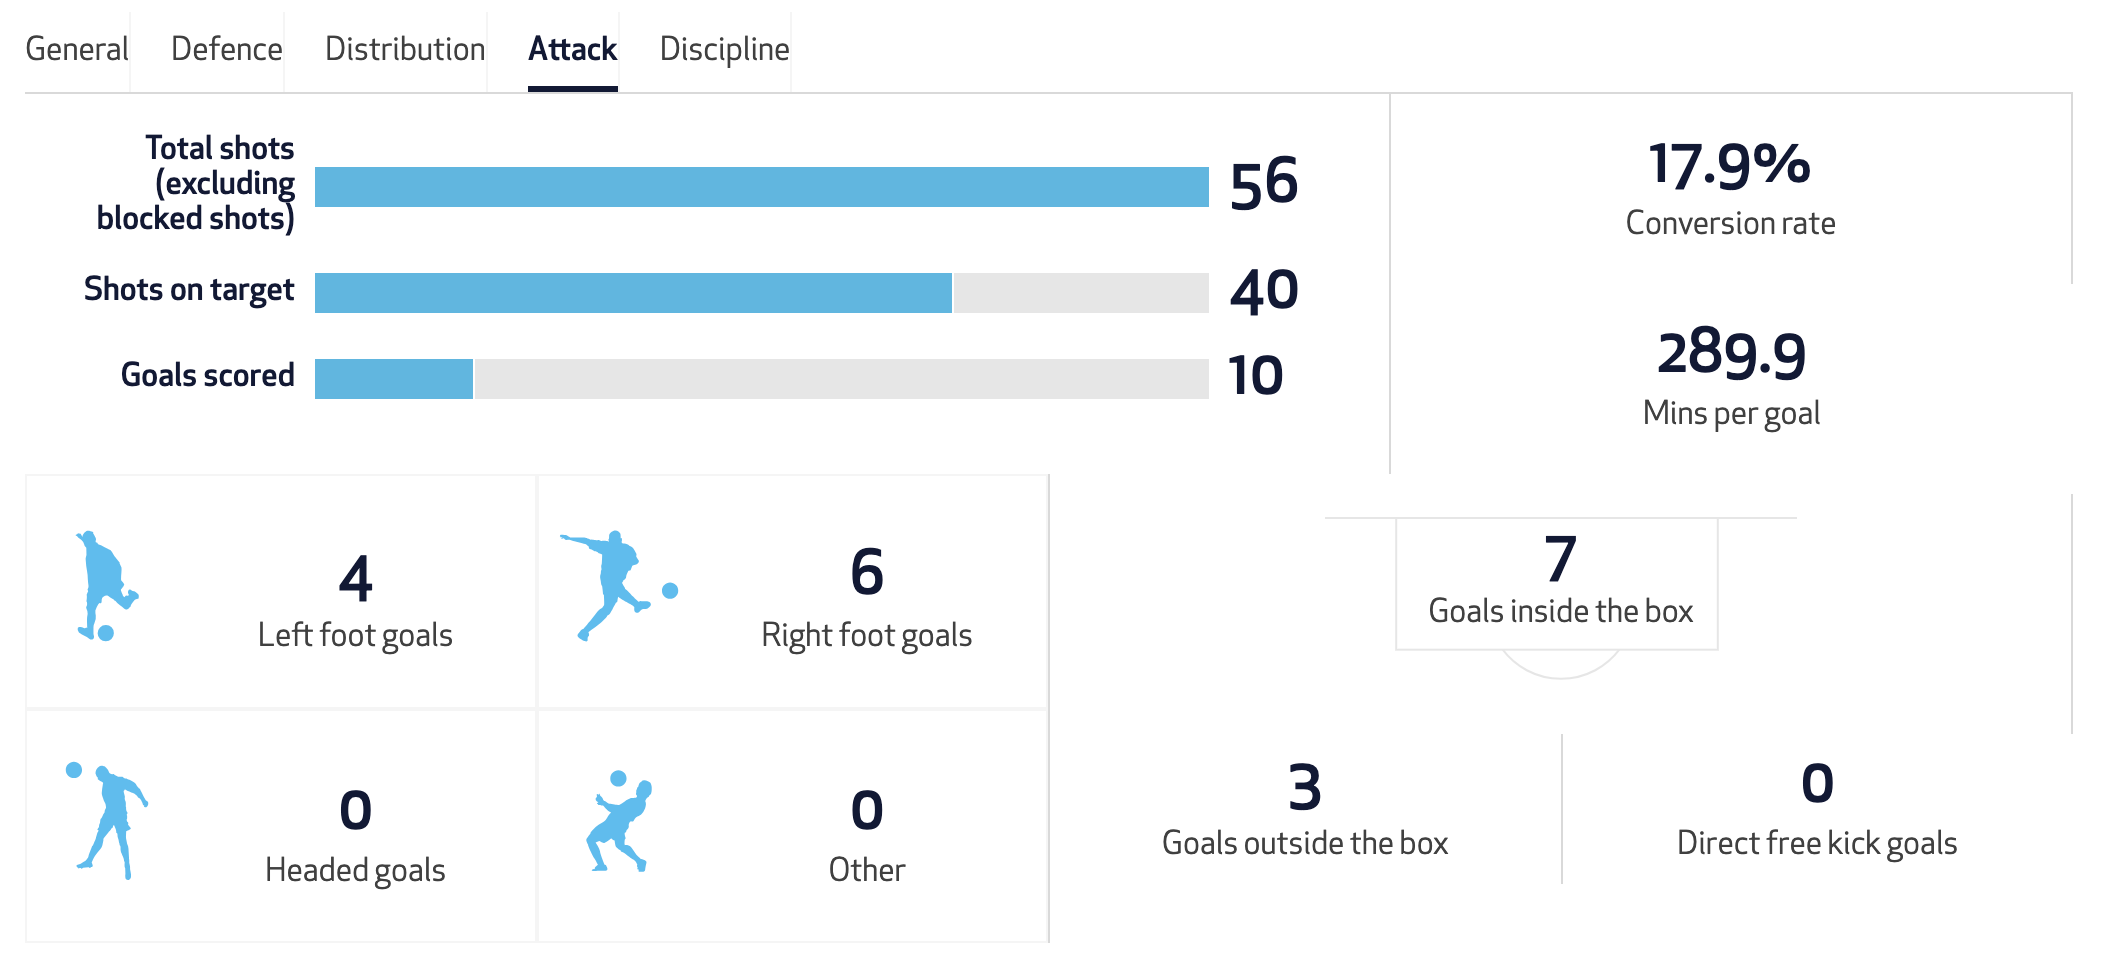 General Defence Distribution Attack Discipline
Total shots
(excluding
blocked shots)
56
Shots on target
40
Goals scored
10
17.9%
Conversion rate
289.9
Mins per goal
4
Left foot goals
6
Right foot goals
0
Headed goals
0
Other
7
Goals inside the box
3
Goals outside the box
0
Direct free kick goals